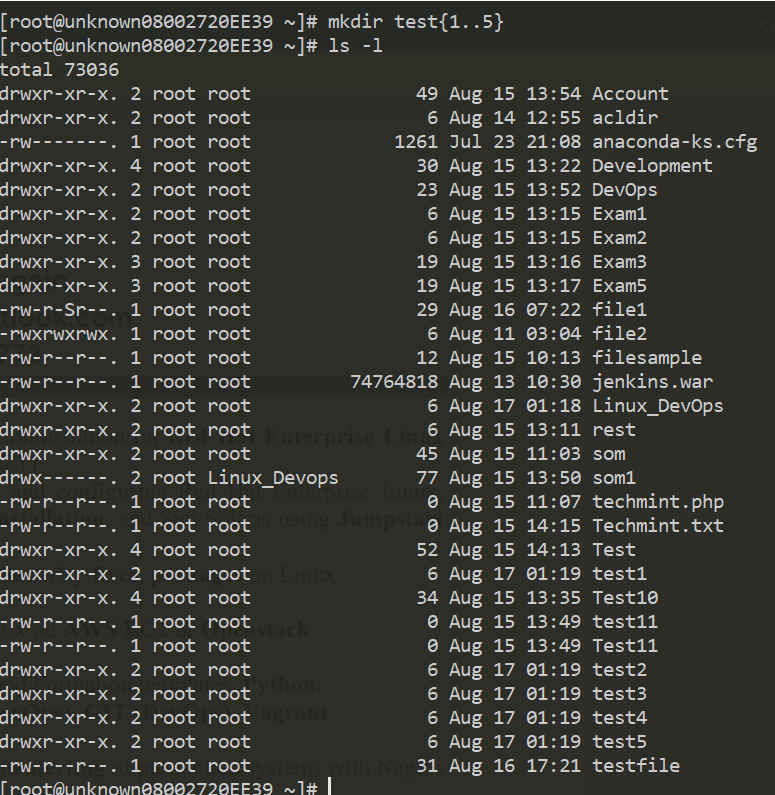 [root@unknown08002720EE39 ~]# mkdir test{1..5}
[root@unknown08002720EE39 ~]# ls -l
total 73036
drwxr-xr-x. 2 root root                49 Aug 15 13:54 Account
drwxr-xr-x. 2 root root                 6 Aug 14 12:55 acldir
-rw-------. 1 root root              1261 Jul 23 21:08 anaconda-ks.cfg
drwxr-xr-x. 4 root root                30 Aug 15 13:22 Development
drwxr-xr-x. 2 root root                23 Aug 15 13:52 DevOps
drwxr-xr-x. 2 root root                 6 Aug 15 13:15 Exam1
drwxr-xr-x. 2 root root                 6 Aug 15 13:15 Exam2
drwxr-xr-x. 3 root root                19 Aug 15 13:16 Exam3
drwxr-xr-x. 3 root root                19 Aug 15 13:17 Exam5
-rw-r-Sr--. 1 root root                29 Aug 16 07:22 file1
-rwxrwxrwx. 1 root root                 6 Aug 11 03:04 file2
-rw-r--r--. 1 root root                12 Aug 15 10:13 filesample
-rw-r--r--. 1 root root          74764818 Aug 13 10:30 jenkins.war
drwxr-xr-x. 2 root root                 6 Aug 17 01:18 Linux_DevOps
drwxr-xr-x. 2 root root                 6 Aug 15 13:11 rest
drwxr-xr-x. 2 root root                45 Aug 15 11:03 som
drwx------. 2 root Linux_Devops        77 Aug 15 13:50 som1
-rw-r--r--. 1 root root                 0 Aug 15 11:07 techmint.php
-rw-r--r--. 1 root root                 0 Aug 15 14:15 Techmint.txt
drwxr-xr-x. 4 root root                52 Aug 15 14:13 Test
drwxr-xr-x. 2 root root                 6 Aug 17 01:19 test1
drwxr-xr-x. 4 root root                34 Aug 15 13:35 Test10
-rw-r--r--. 1 root root                 0 Aug 15 13:49 test11
-rw-r--r--. 1 root root                 0 Aug 15 13:49 Test11
drwxr-xr-x. 2 root root                 6 Aug 17 01:19 test2
drwxr-xr-x. 2 root root                 6 Aug 17 01:19 test3
drwxr-xr-x. 2 root root                 6 Aug 17 01:19 test4
drwxr-xr-x. 2 root root                 6 Aug 17 01:19 test5
-rw-r--r--. 1 root root                31 Aug 16 17:21 testfile
[root@unknown08002720EE39 ~]#